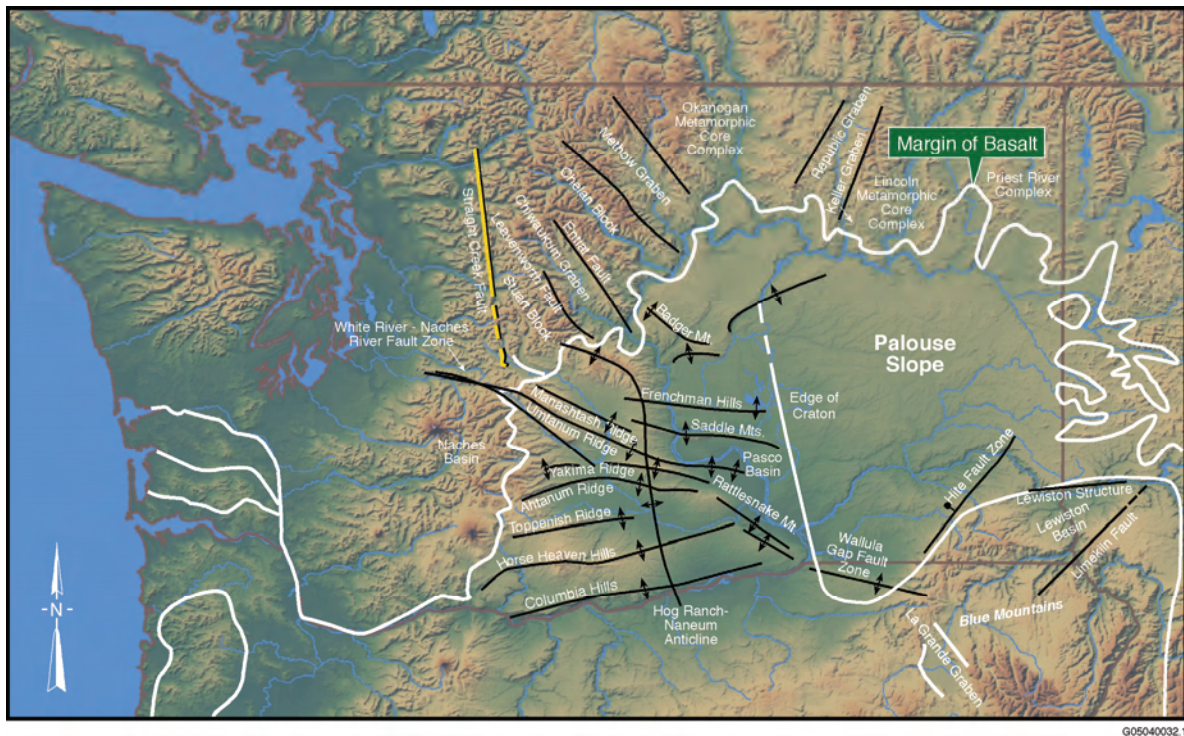 Okanogan
Metamorphic
Core
Complex
Methow Graben
Chelan Block
Republic Graben
Keller Graben
Lincoln
Metamorphic
Core
Complex
Margin of Basalt
Priest River
Complex
Straight Creek Fault
Leavenworth Fault
Chiwaukum Graben
Entiat Fault
Stuart Block
White River - Naches
River Fault Zone
Badger Mt.
Palouse
Slope
Edge of
Craton
Frenchman Hills
Saddle Mts.
Manashtash Ridge
Umtanum Ridge
Naches
Basin
Pasco
Basin
Yakima Ridge
Ahtanum Ridge
Rattlesnake Mt.
Toppenish Ridge
Horse Heaven Hills
Columbia Hills
Hog Ranch-
Naneum
Anticline
Wallula
Gap Fault
Zone
Hite Fault Zone
Lewiston Structure
Lewiston
Basin
Limekiln Fault
Blue Mountains
La Grande Graben
-N-
G05040032.1